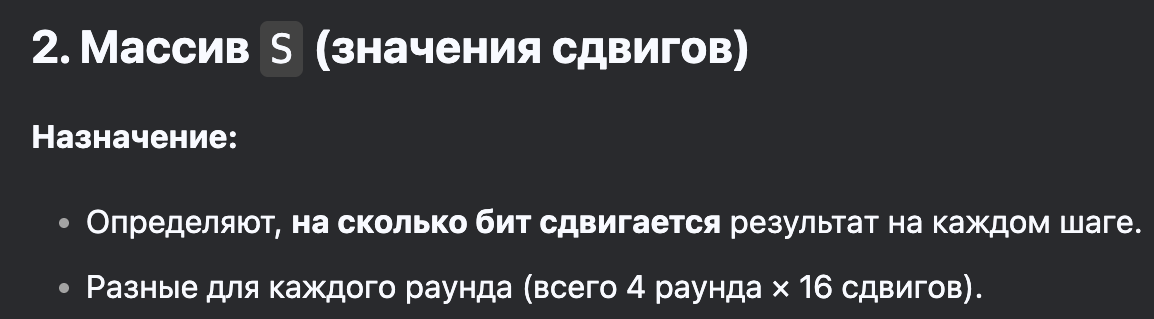 2. Массив S (значения сдвигов)
Назначение:
• Определяют, на сколько бит сдвигается результат на каждом шаге.
• Разные для каждого раунда (всего 4 раунда × 16 сдвигов).